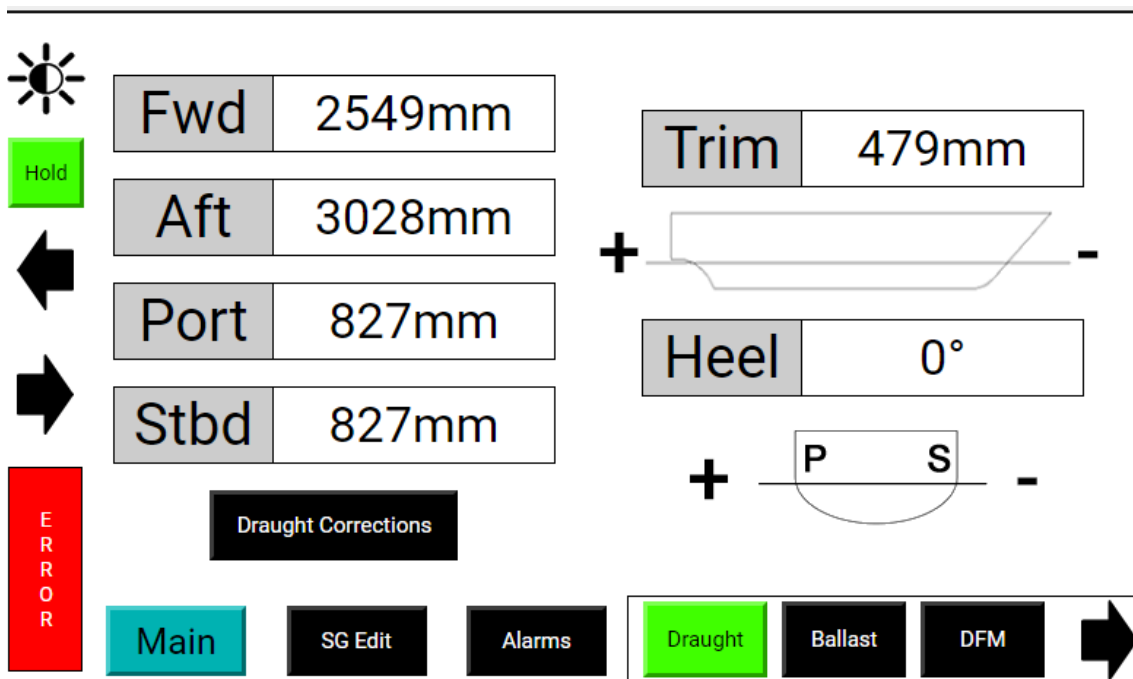 Hold
Fwd 2549mm
Aft 3028mm
Port 827mm
Stbd 827mm
Draught Corrections
Trim 479mm
+ -
Heel 0°
P S
+ -
ERROR
Main
SG Edit
Alarms
Draught
Ballast
DFM